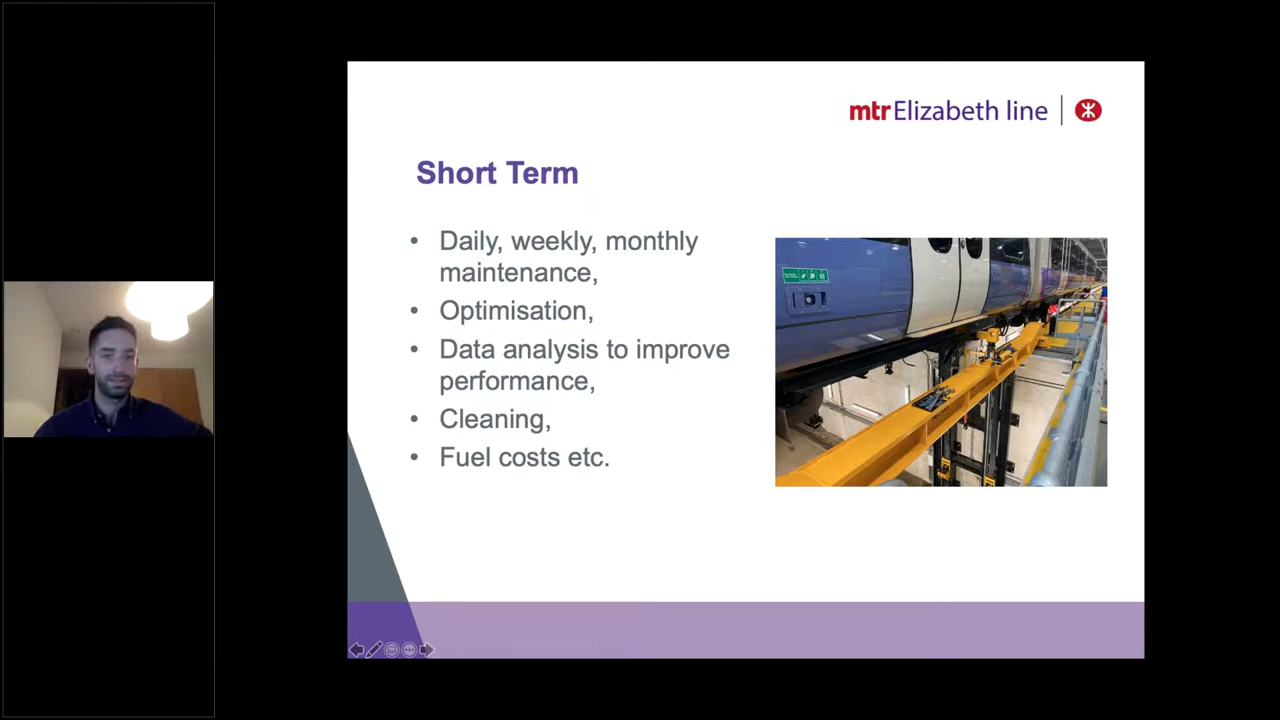 mtr Elizabeth line
Short Term
• Daily, weekly, monthly
maintenance,
• Optimisation,
• Data analysis to improve
performance,
• Cleaning,
• Fuel costs etc.